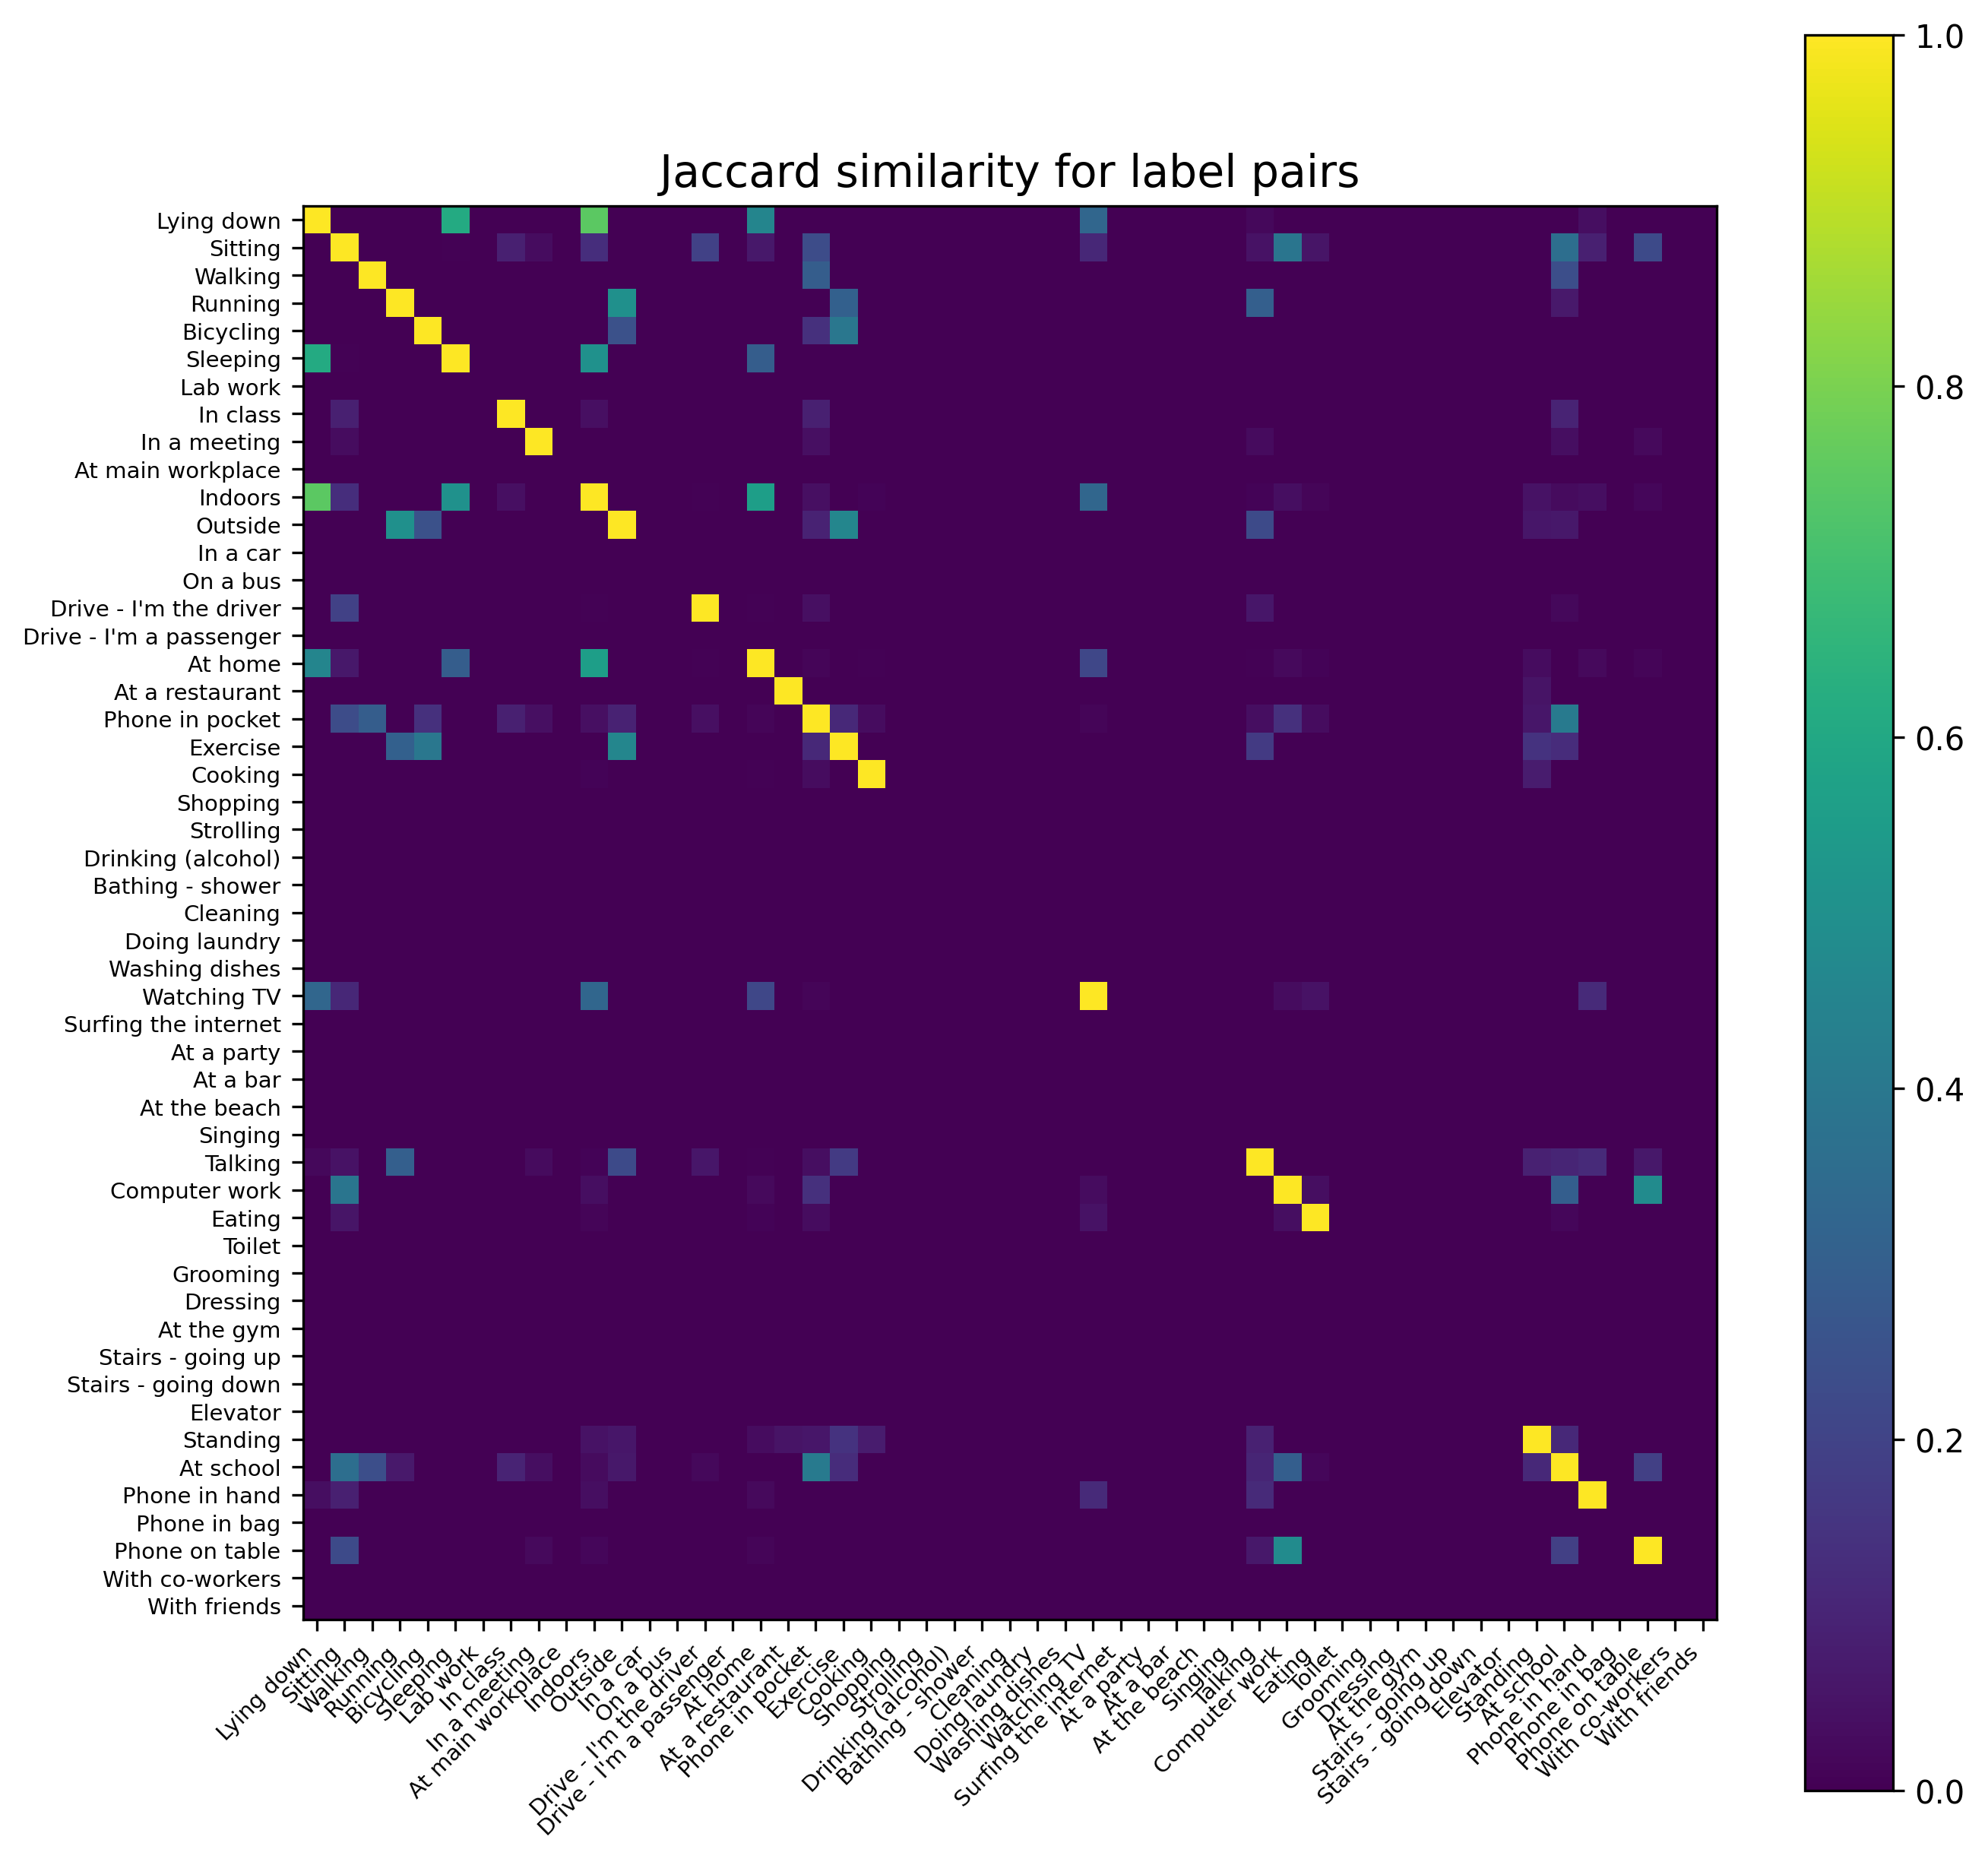 Jaccard similarity for label pairs
Lying down
Sitting
Walking
Running
Bicycling
Sleeping
Lab work
In class
In a meeting
At main workplace
Indoors
Outside
In a car
On a bus
Drive - I'm the driver
Drive - I'm a passenger
At home
At a restaurant
Phone in pocket
Exercise
Cooking
Shopping
Strolling
Drinking (alcohol)
Bathing - shower
Cleaning
Doing laundry
Washing dishes
Watching TV
Surfing the internet
At a party
At a bar
At the beach
Singing
Talking
Computer work
Eating
Toilet
Grooming
Dressing
At the gym
Stairs - going up
Stairs - going down
Elevator
Standing
At school
Phone in hand
Phone in bag
Phone on table
With co-workers
With friends
Lying down
Sitting
Walking
Running
Bicycling
Sleeping
Lab work
In class
In a meeting
At main workplace
Indoors
Outside
In a car
On a bus
Drive - I'm the driver
Drive - I'm a passenger
At home
At a restaurant
Phone in pocket
Exercise
Cooking
Shopping
Strolling
Drinking (alcohol)
Bathing - shower
Cleaning
Doing laundry
Washing dishes
Watching TV
Surfing the internet
At a party
At a bar
At the beach
Singing
Talking
Computer work
Eating
Toilet
Grooming
Dressing
At the gym
Stairs - going up
Stairs - going down
Elevator
Standing
At school
Phone in hand
Phone in bag
Phone on table
With co-workers
With friends
1.0
0.8
0.6
0.4
0.2
0.0